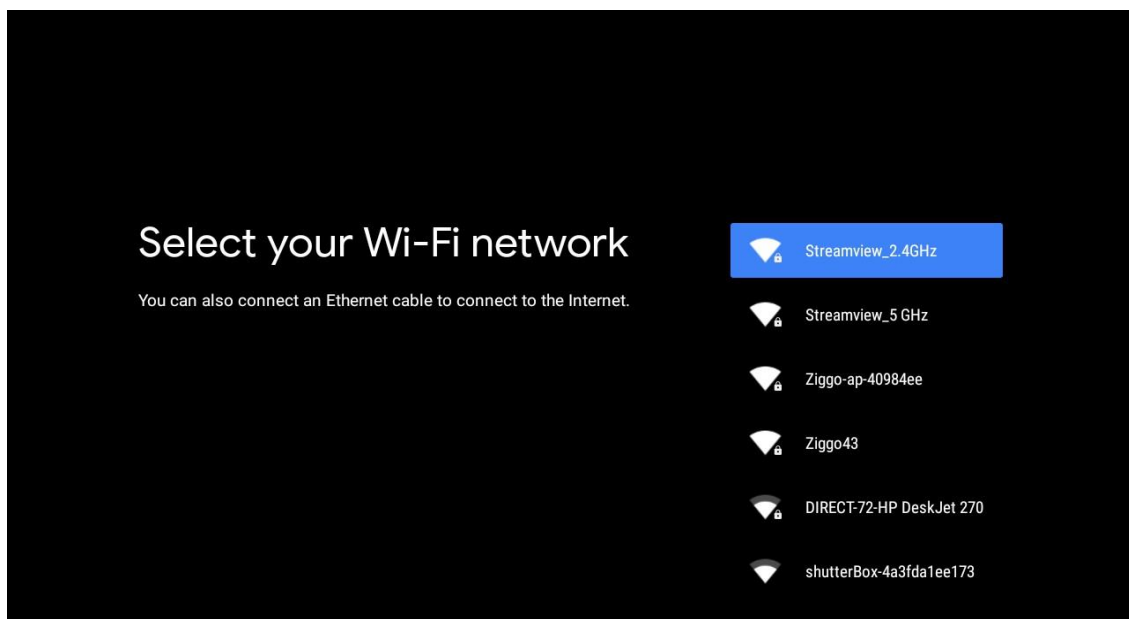 Select your Wi-Fi network
You can also connect an Ethernet cable to connect to the Internet.
Streamview_2.4GHz
Streamview_5 GHz
Ziggo-ap-40984ee
Ziggo43
DIRECT-72-HP DeskJet 270
shutterBox-4a3fda1ee173